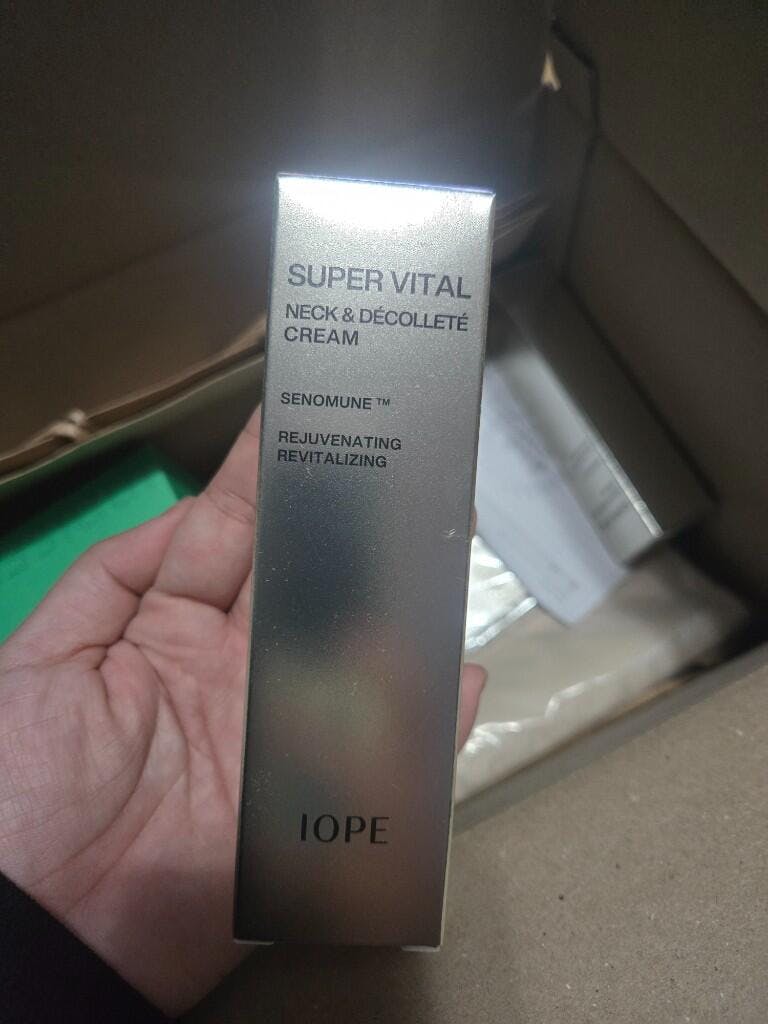 SUPER VITAL
NECK & DÉCOLLETÉ
CREAM
SENOMUNE ™
REJUVENATING
REVITALIZING
IOPE